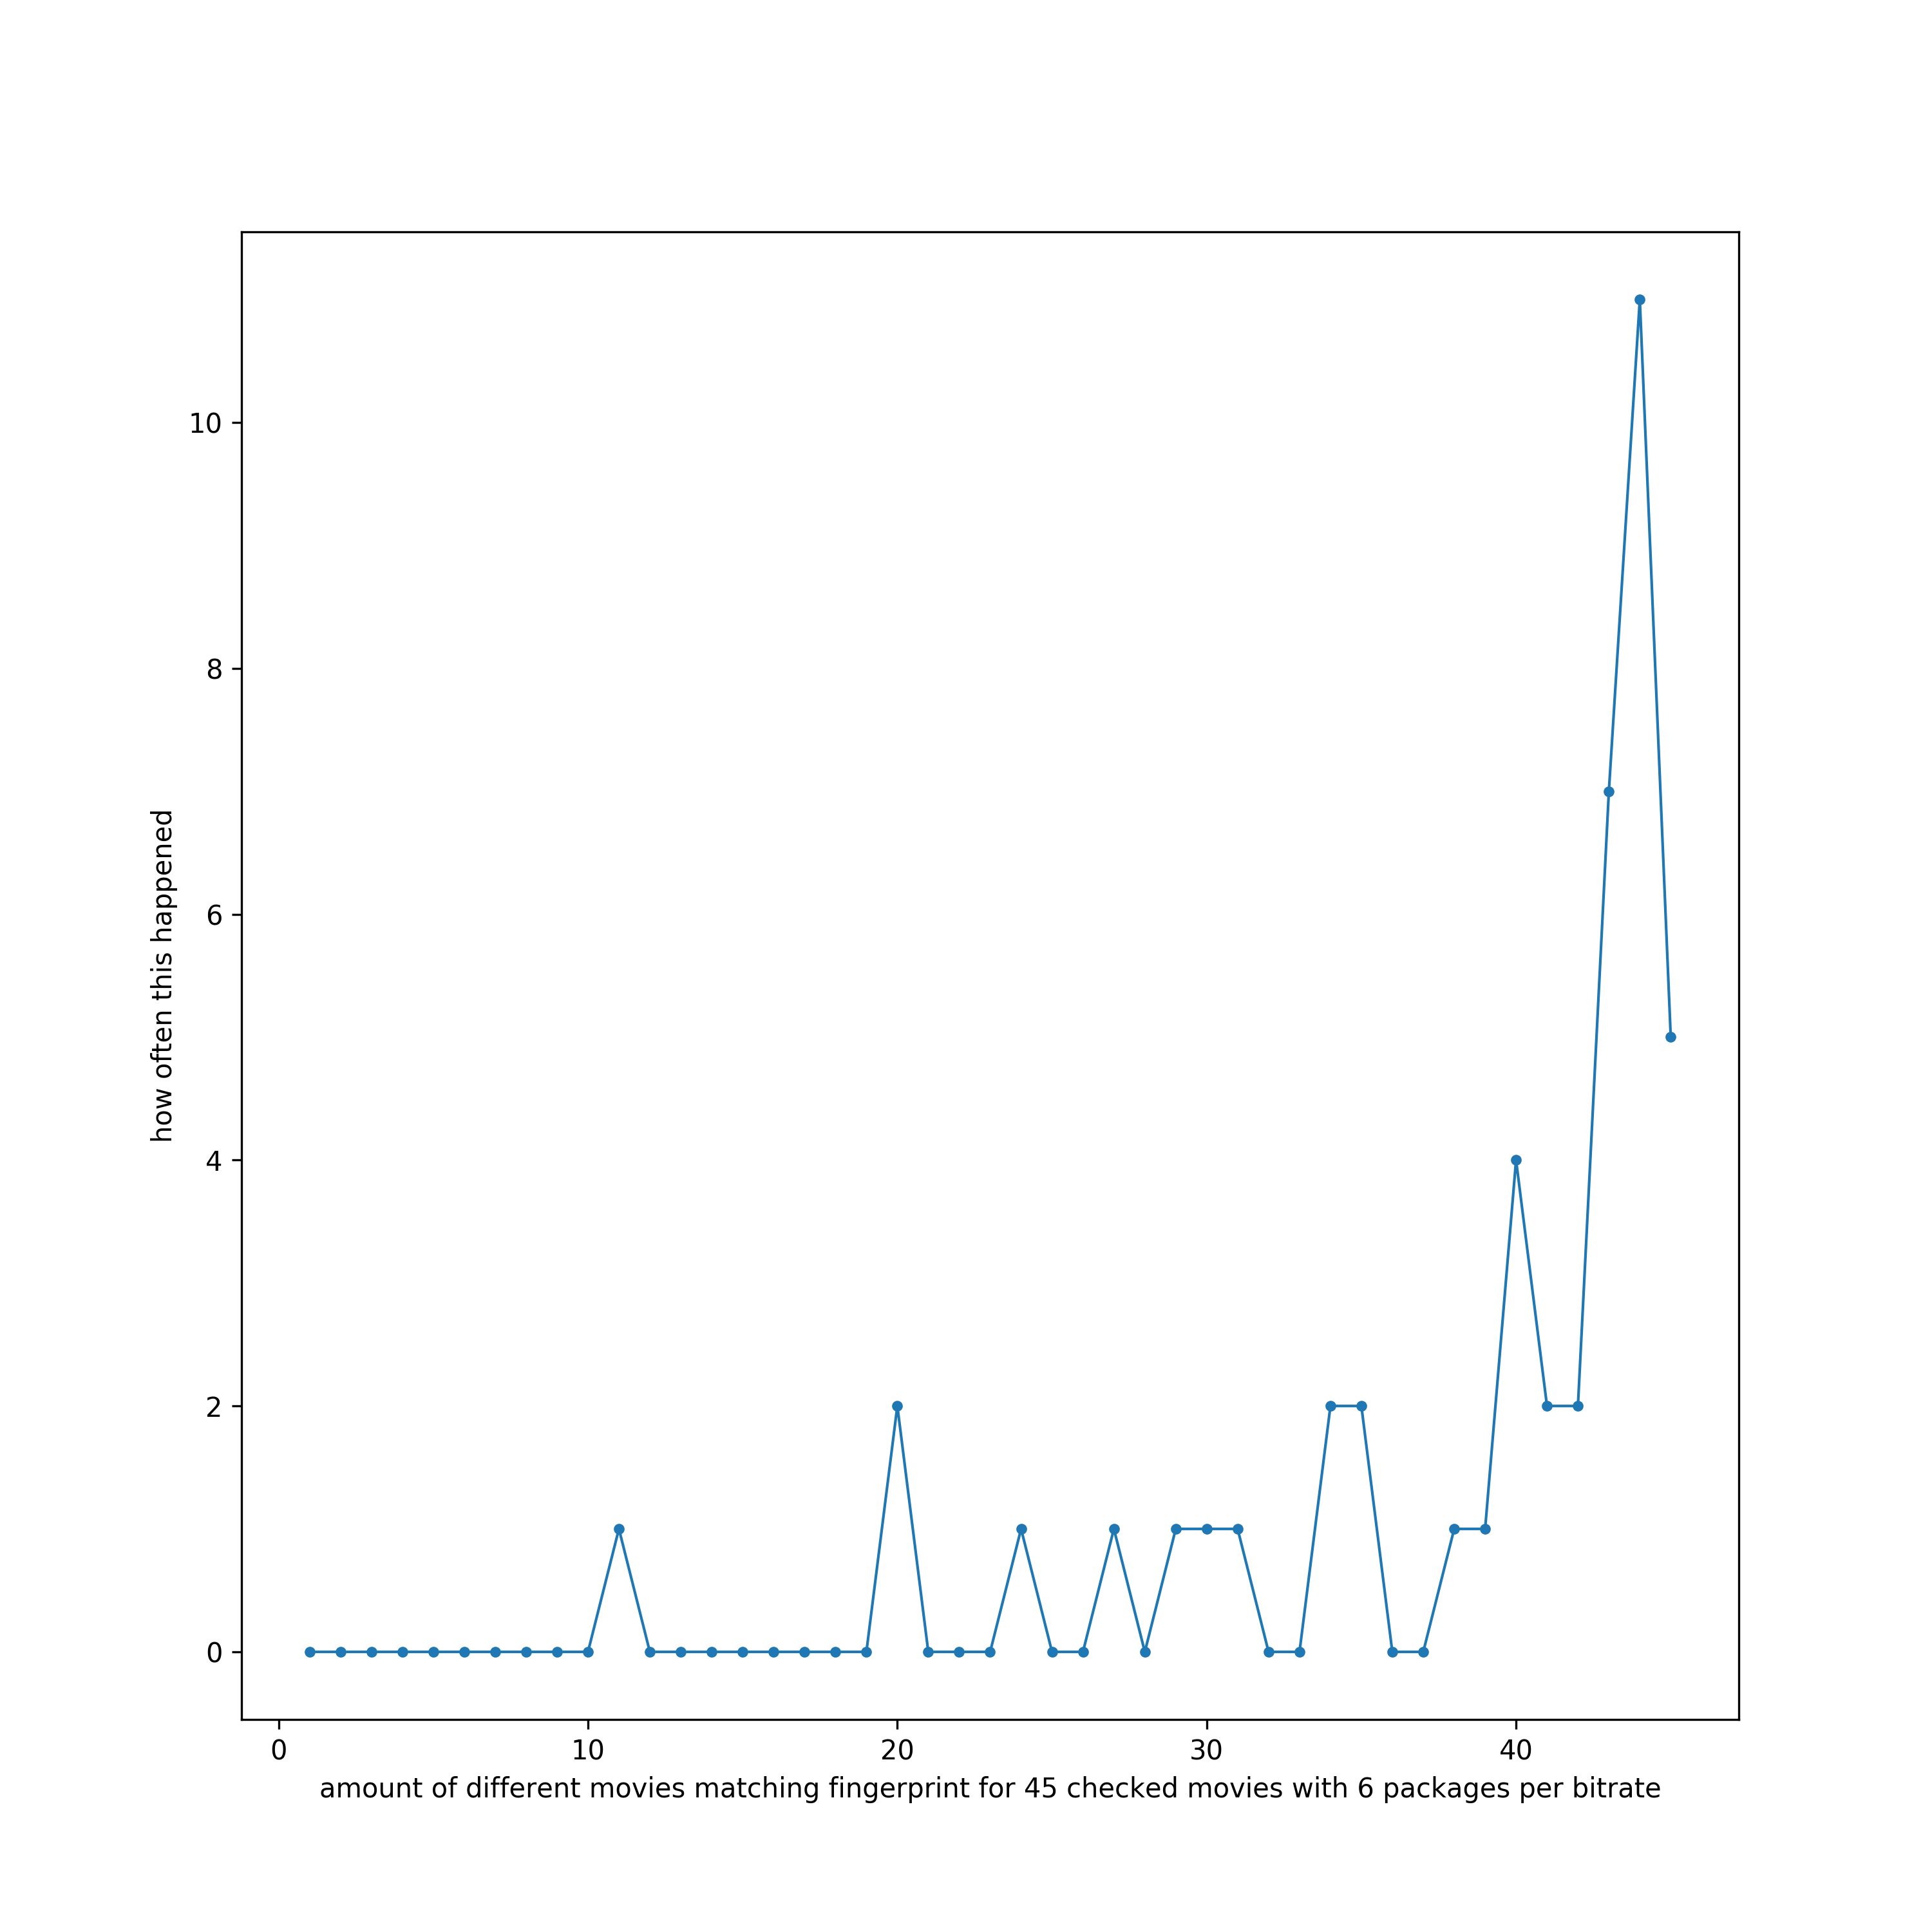 10
8
6
4
2
0
how often this happened
0 10 20 30 40
amount of different movies matching fingerprint for 45 checked movies with 6 packages per bitrate